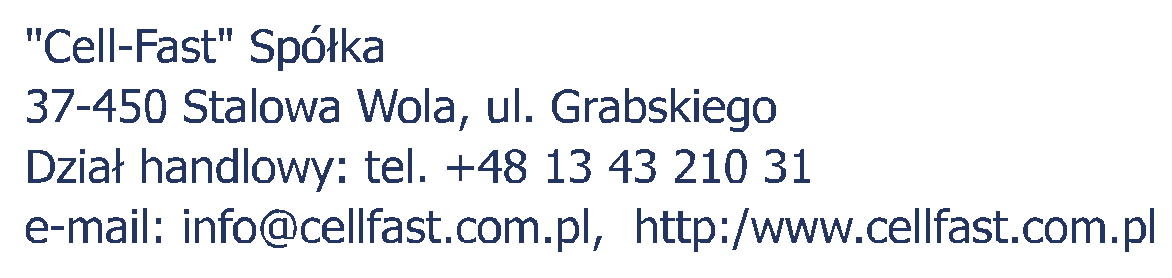 "Cell-Fast" Spółka
37-450 Stalowa Wola, ul. Grabskiego
Dział handlowy: tel. +48 13 43 210 31
e-mail: info@cellfast.com.pl,  http:/www.cellfast.com.pl